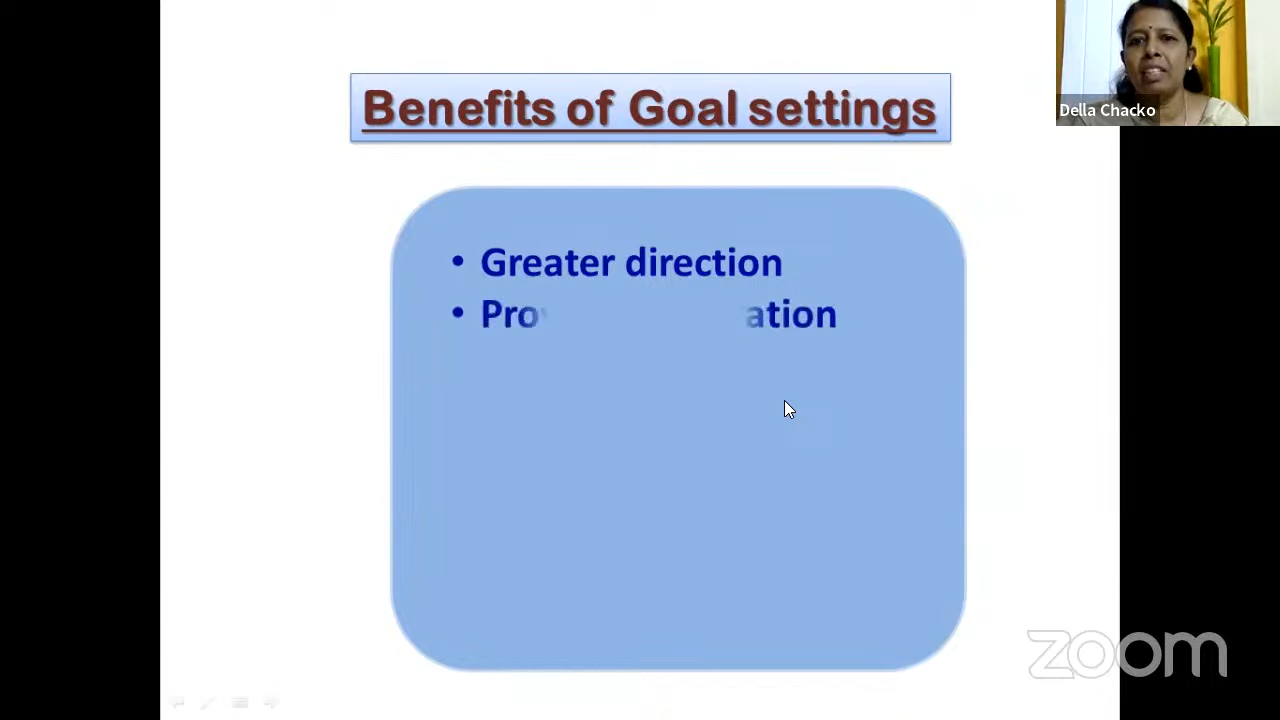 Benefits of Goal settings
Della Chacko
• Greater direction
zoom